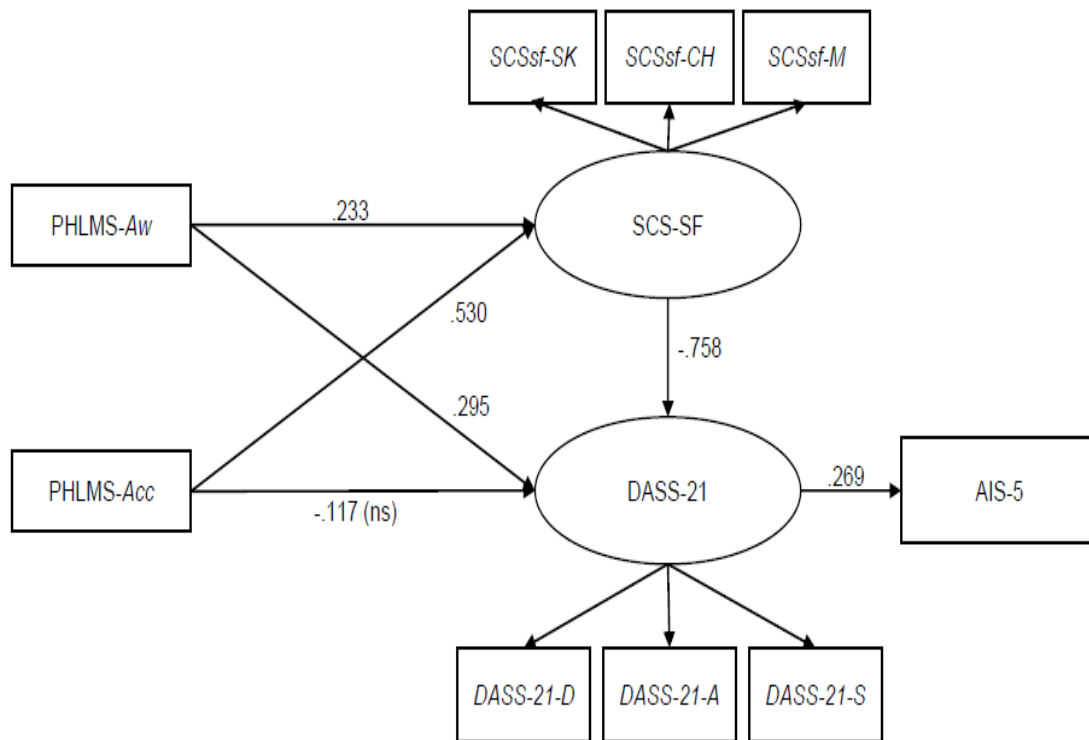 SCSsf-SK
SCSsf-CH
SCSsf-M
PHLMS-Aw
.233
SCS-SF
.530
-.758
.295
PHLMS-Acc
-.117 (ns)
DASS-21
.269
AIS-5
DASS-21-D
DASS-21-A
DASS-21-S